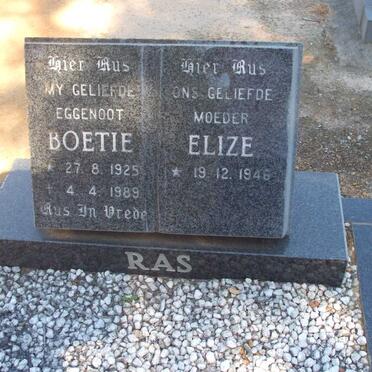 Hier Rus
MY GELIEFDE
EGGENOOT
BOETIE
* 27. 8. 1925
+ 4. 4. 1989
Rus In Vrede
Hier Rus
ONS GELIEFDE
MOEDER
ELIZE
* 19. 12. 1946
RAS